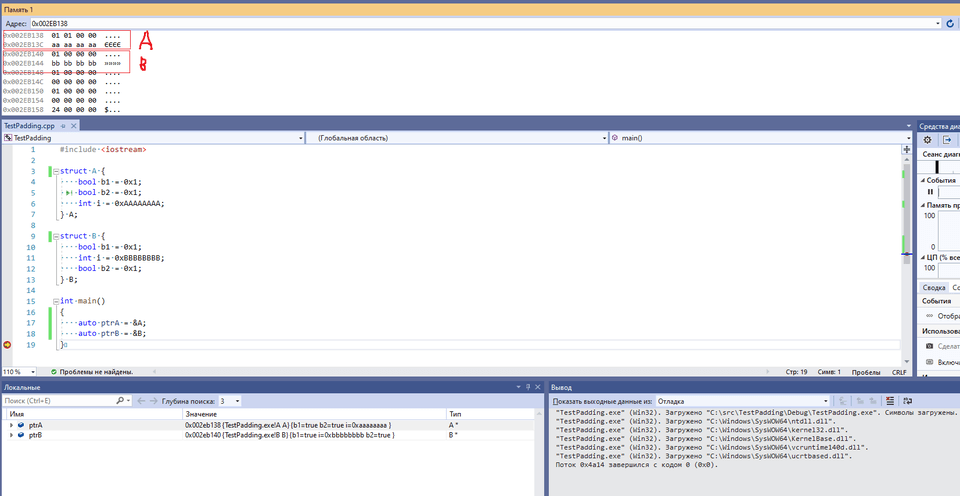 Память 1
Адрес: 0x002EB138
0x002EB138 01 01 00 00 ....
0x002EB13C aa aa aa aa ЄЄЄЄ
0x002EB140 01 00 00 00 ....
0x002EB144 bb bb bb bb »»»»
0x002EB148 01 00 00 00 ....
0x002EB14C 00 00 00 00 ....
0x002EB150 01 00 00 00 ....
0x002EB154 00 00 00 00 ....
0x002EB158 24 00 00 00 $...
A
B
TestPadding.cpp
TestPadding (Глобальная область) main()
1 #include <iostream>
2
3 struct A {
4 bool b1 = 0x1;
5 bool b2 = 0x1;
6 int i = 0xAAAAAAAA;
7 } A;
8
9 struct B {
10 bool b1 = 0x1;
11 int i = 0xBBBBBBBB;
12 bool b2 = 0x1;
13 } B;
14
15 int main()
16 {
17 auto ptrA = &A;
18 auto ptrB = &B;
19 }
110 % Проблемы не найдены. Стр: 19 Симв: 1 Пробелы CRLF
Средства диа
Сеанс диагн
События
Память пр
100
0
ЦП (% все
100
Сводка Со
События
Отобра
Использова
Сделат
Включи
Локальные
Поиск (Ctrl+E) Глубина поиска: 3
Имя Значение Тип
ptrA 0x002eb138 {TestPadding.exe!A A} {b1=true b2=true i=0xaaaaaaaa } A *
ptrB 0x002eb140 {TestPadding.exe!B B} {b1=true i=0xbbbbbbbb b2=true } B *
Вывод
Показать выходные данные из: Отладка
"TestPadding.exe" (Win32). Загружено "C:\src\TestPadding\Debug\TestPadding.exe". Символы загружены.
"TestPadding.exe" (Win32). Загружено "C:\Windows\SysWOW64\ntdll.dll".
"TestPadding.exe" (Win32). Загружено "C:\Windows\SysWOW64\kernel32.dll".
"TestPadding.exe" (Win32). Загружено "C:\Windows\SysWOW64\KernelBase.dll".
"TestPadding.exe" (Win32). Загружено "C:\Windows\SysWOW64\vcruntime140d.dll".
"TestPadding.exe" (Win32). Загружено "C:\Windows\SysWOW64\ucrtbased.dll".
Поток 0x4a14 завершился с кодом 0 (0x0).